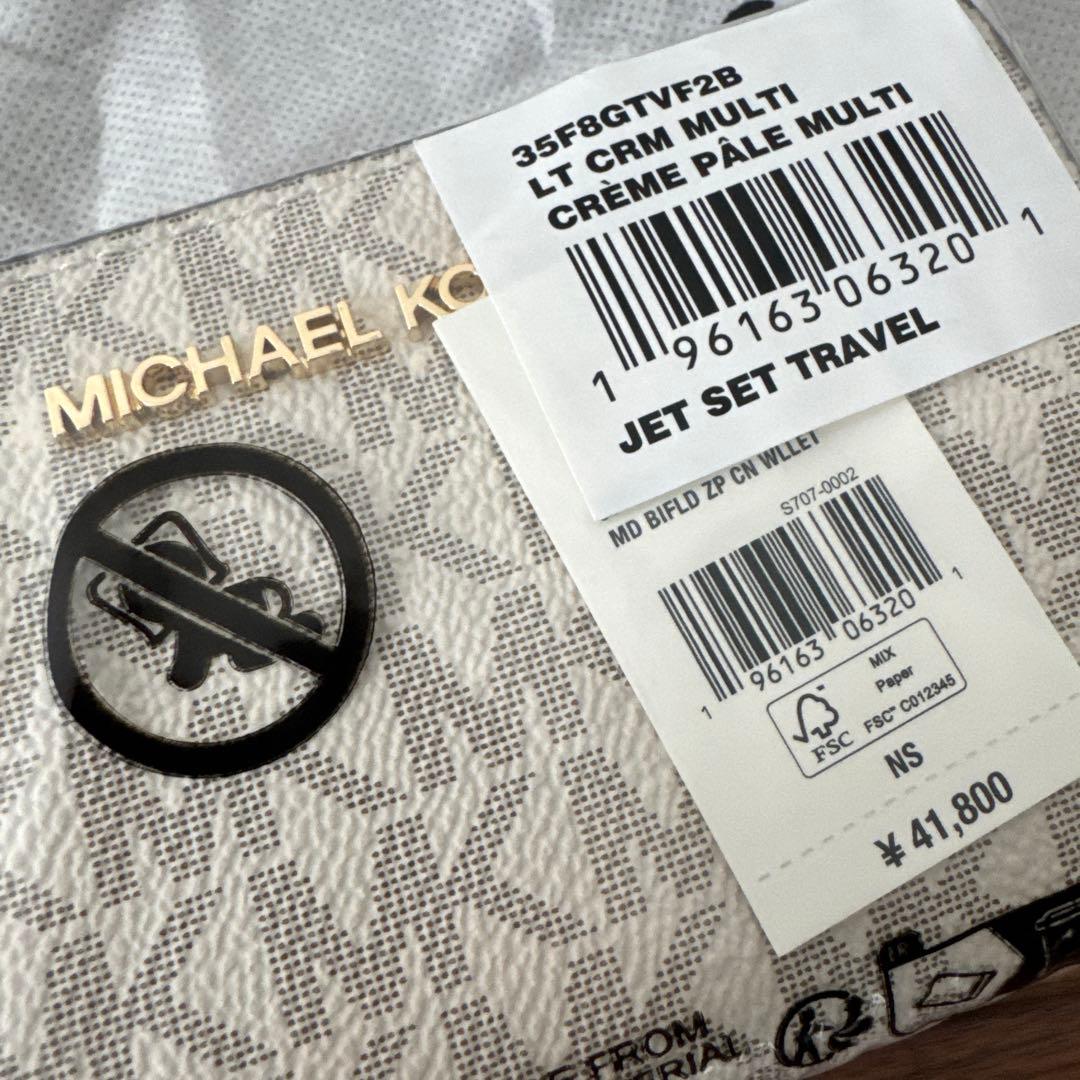 35F8GTVF2B
LT CRM MULTI
CRÈME PÂLE MULTI
1 96163 06320 1
JET SET TRAVEL
MICHAEL KO
MD BIFLD ZP CN WLLET
S707-0002
1 96163 06320 1
MIX
Paper
FSC
FSC™ C012345
NS
¥41,800
FROM